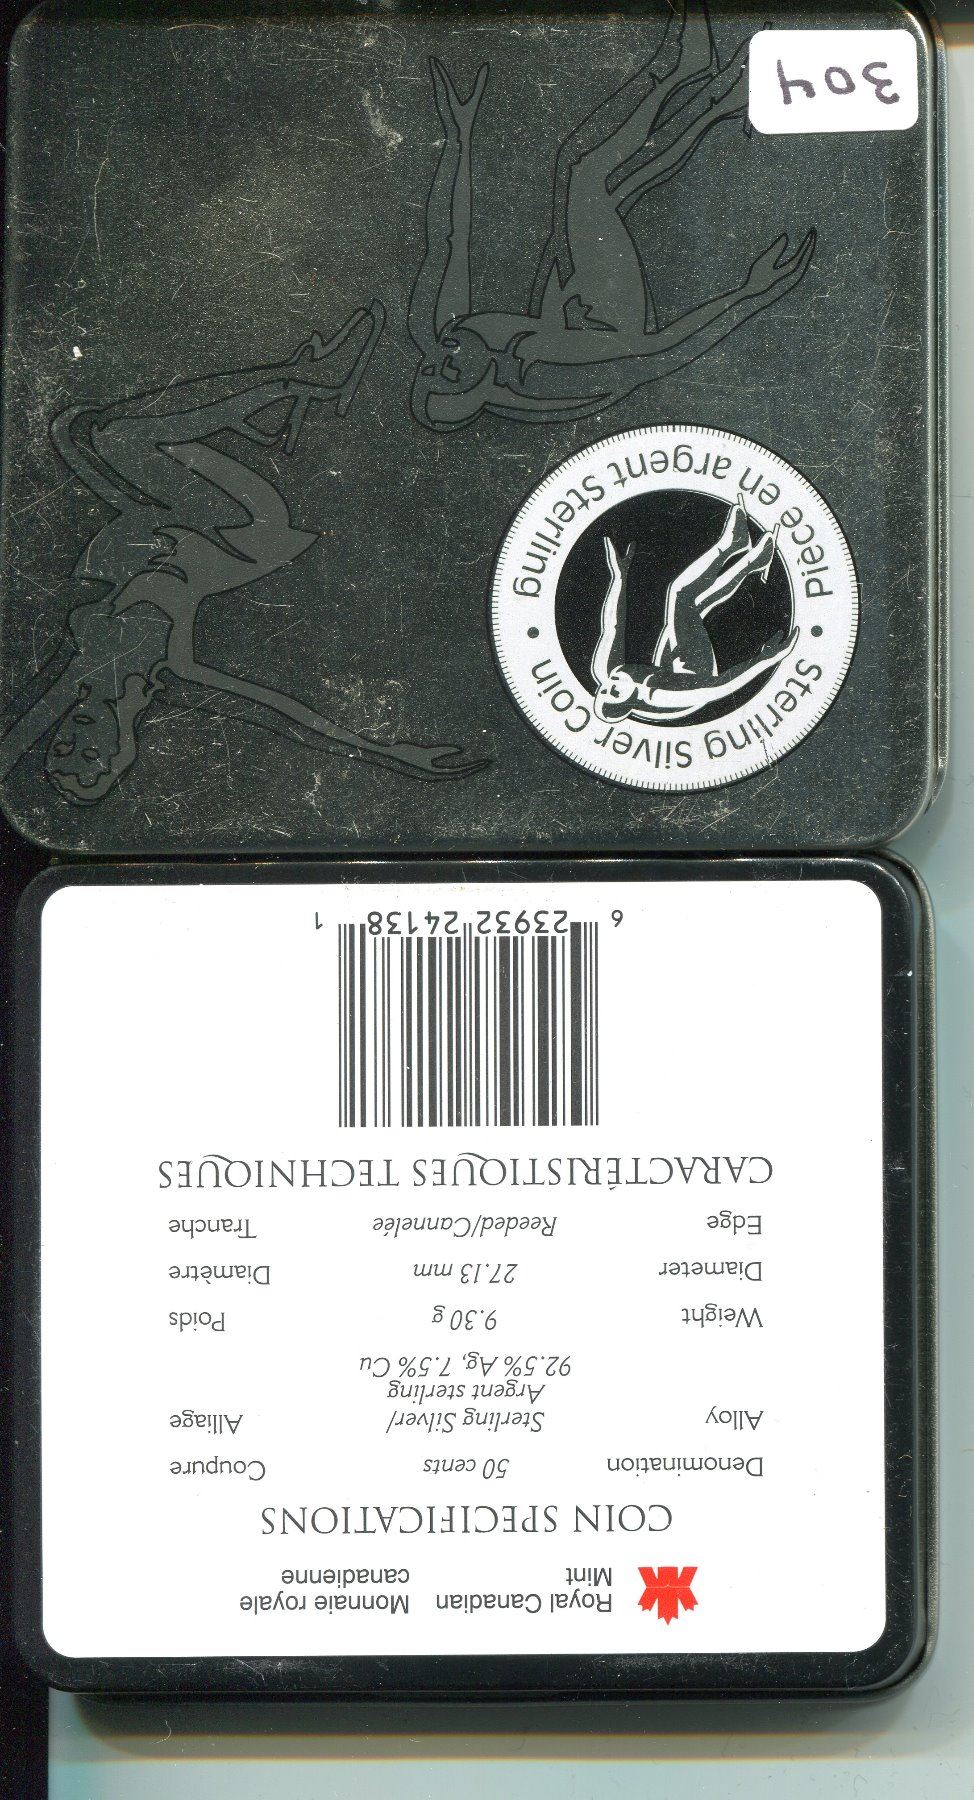 Royal Canadian Mint
Monnaie royale canadienne
COIN SPECIFICATIONS
Denomination 50 cents Coupure
Alloy Sterling Silver/ Alliage
Argent sterling
92.5% Ag, 7.5% Cu
Weight 9.30 g Poids
Diameter 27.13 mm Diamètre
Edge Reeded/Cannelée Tranche
CARACTÉRISTIQUES TECHNIQUES
6 23932 24138 1
Sterling Silver Coin • Pièce en argent Sterling •
304